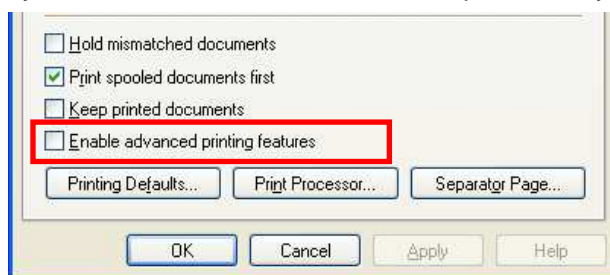 Hold mismatched documents
Print spooled documents first
Keep printed documents
Enable advanced printing features
Printing Defaults... Print Processor... Separator Page...
OK Cancel Apply Help